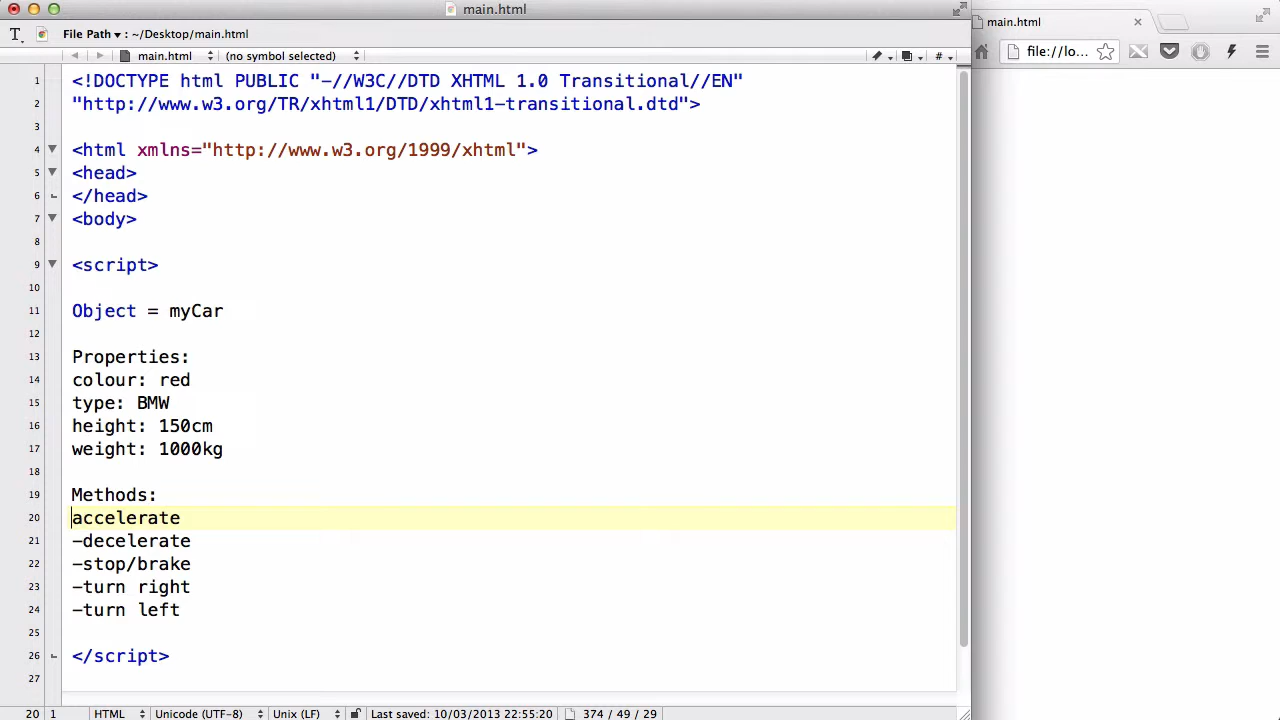 main.html
File Path ▾ : ~/Desktop/main.html
main.html (no symbol selected) #
1 <!DOCTYPE html PUBLIC "-//W3C//DTD XHTML 1.0 Transitional//EN"
2 "http://www.w3.org/TR/xhtml1/DTD/xhtml1-transitional.dtd">
3
4 <html xmlns="http://www.w3.org/1999/xhtml">
5 <head>
6 </head>
7 <body>
8
9 <script>
10
11 Object = myCar
12
13 Properties:
14 colour: red
15 type: BMW
16 height: 150cm
17 weight: 1000kg
18
19 Methods:
20 accelerate
21 -decelerate
22 -stop/brake
23 -turn right
24 -turn left
25
26 </script>
27
20 1 HTML Unicode (UTF-8) Unix (LF) Last saved: 10/03/2013 22:55:20 374 / 49 / 29
main.html
file://lo...